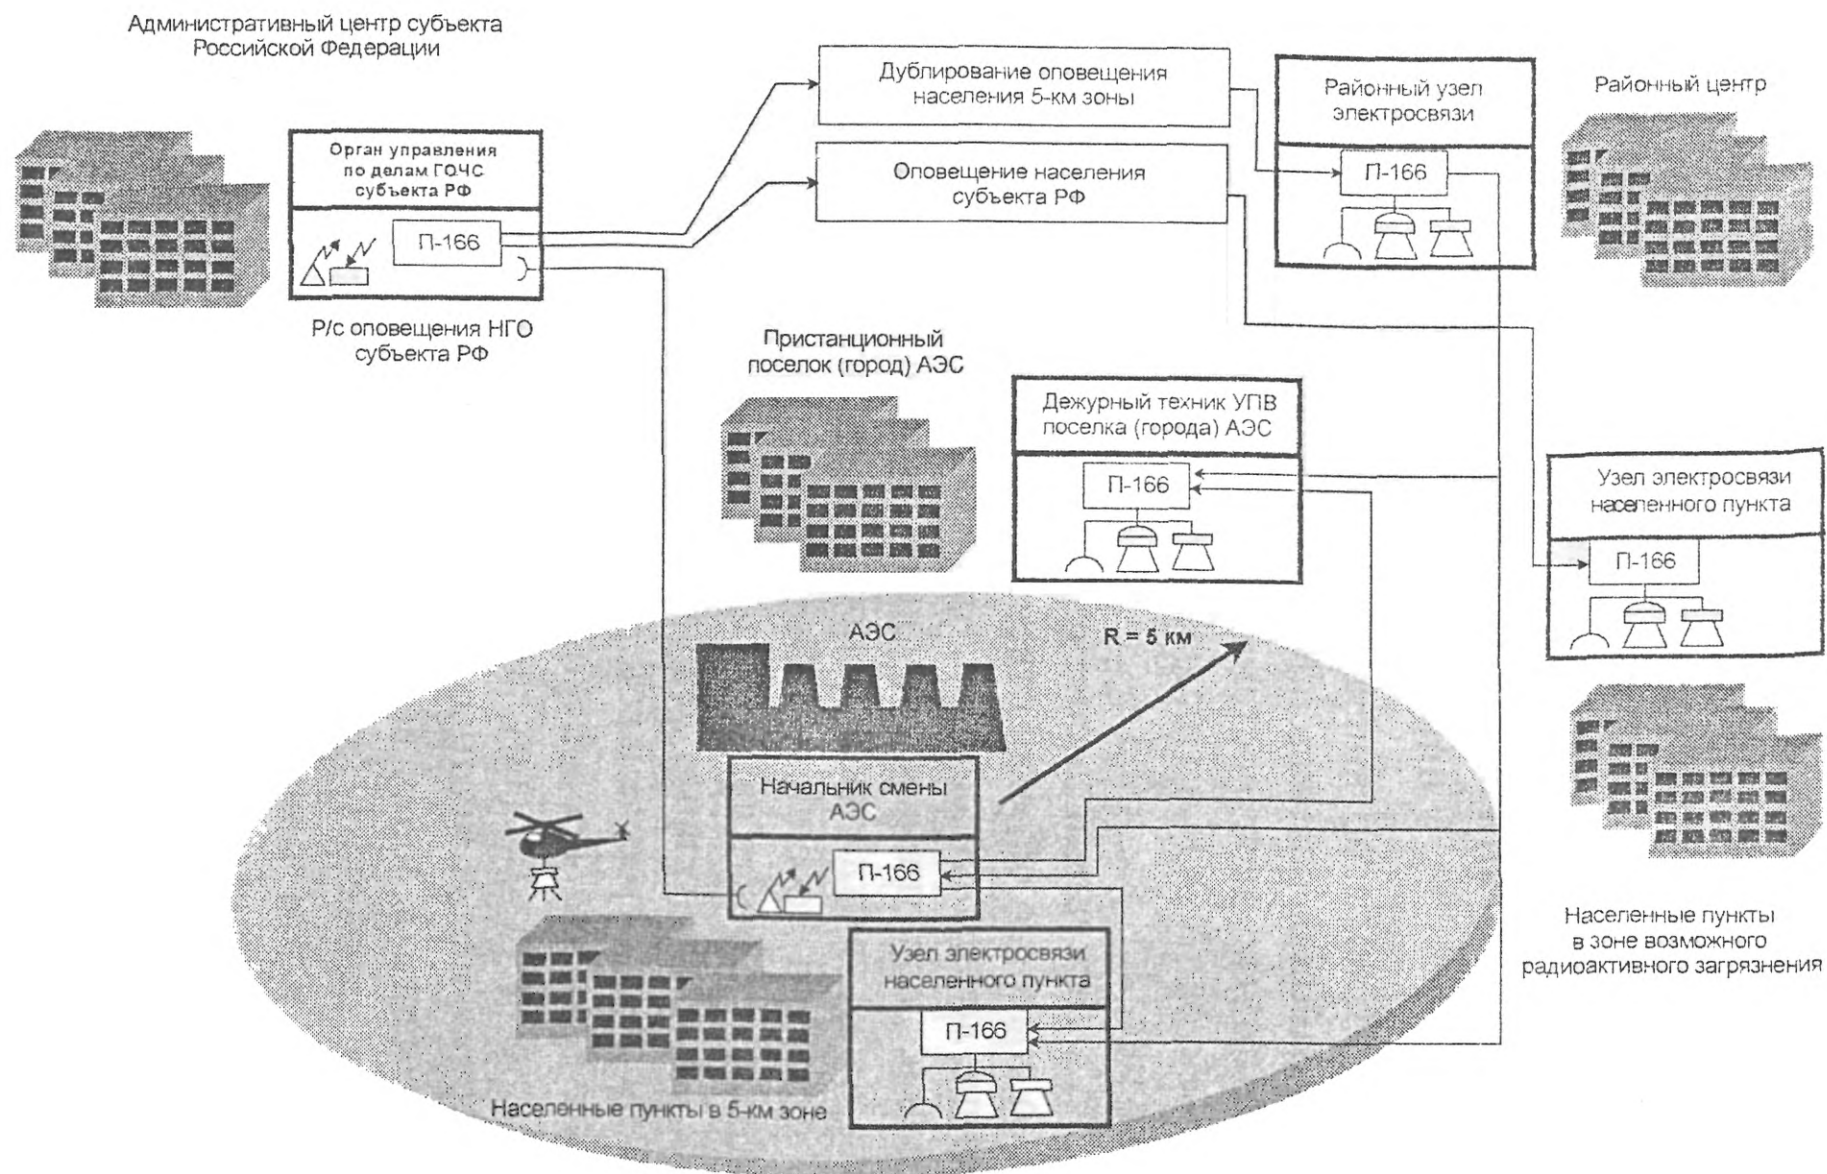 Административный центр субъекта
Российской Федерации
Орган управления
по делам ГОЧС
субъекта РФ
П-166
Р/с оповещения НГО
субъекта РФ
Дублирование оповещения
населения 5-км зоны
Оповещение населения
субъекта РФ
Районный узел
электросвязи
П-166
Районный центр
Пристанционный
поселок (город) АЭС
Дежурный техник УПВ
поселка (города) АЭС
П-166
Узел электросвязи
населенного пункта
П-166
АЭС
R = 5 км
Начальник смены
АЭС
П-166
Населенные пункты
в зоне возможного
радиоактивного загрязнения
Узел электросвязи
населенного пункта
П-166
Населенные пункты в 5-км зоне